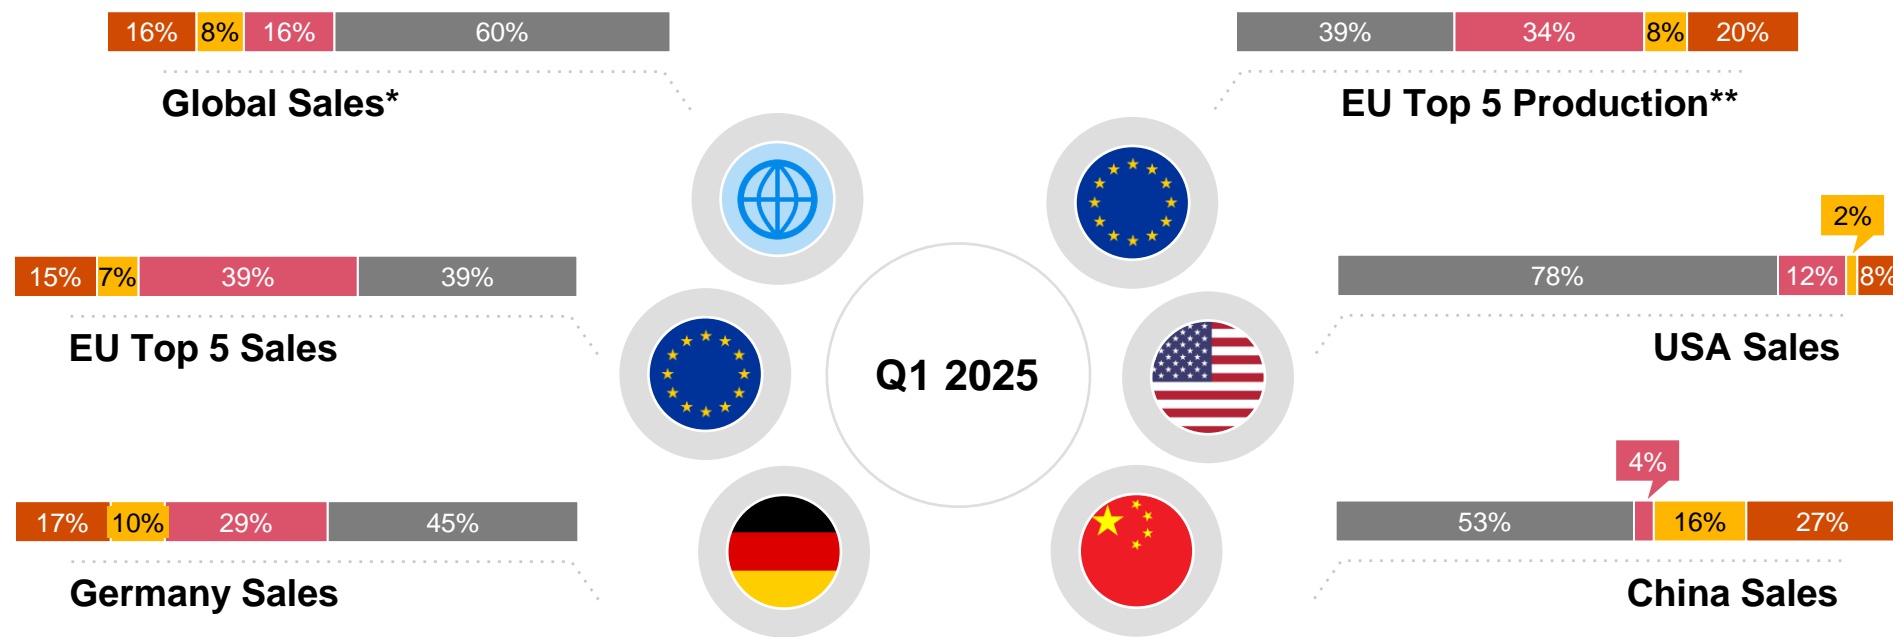 16% 8% 16% 60%
Global Sales*
39% 34% 8% 20%
EU Top 5 Production**
15% 7% 39% 39%
EU Top 5 Sales
2%
78% 12% 8%
USA Sales
Q1 2025
17% 10% 29% 45%
Germany Sales
4%
53% 16% 27%
China Sales